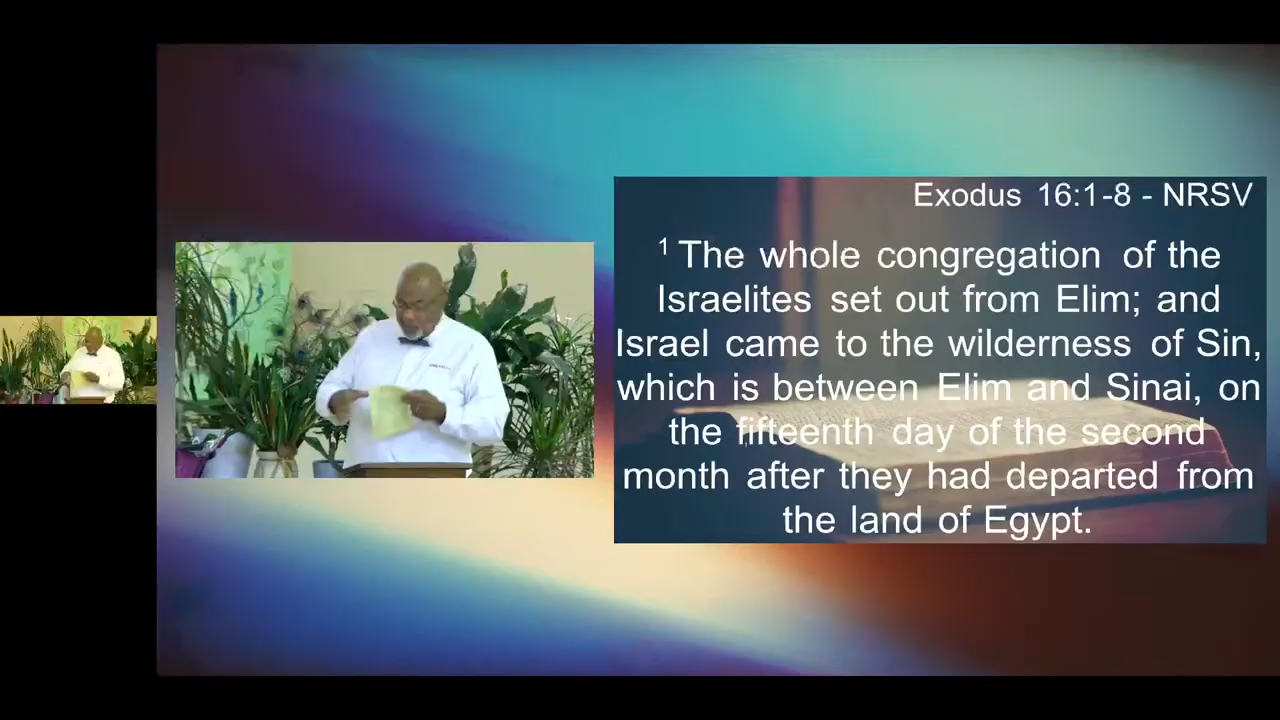 Exodus 16:1-8 - NRSV
1 The whole congregation of the
Israelites set out from Elim; and
Israel came to the wilderness of Sin,
which is between Elim and Sinai, on
the fifteenth day of the second
month after they had departed from
the land of Egypt.